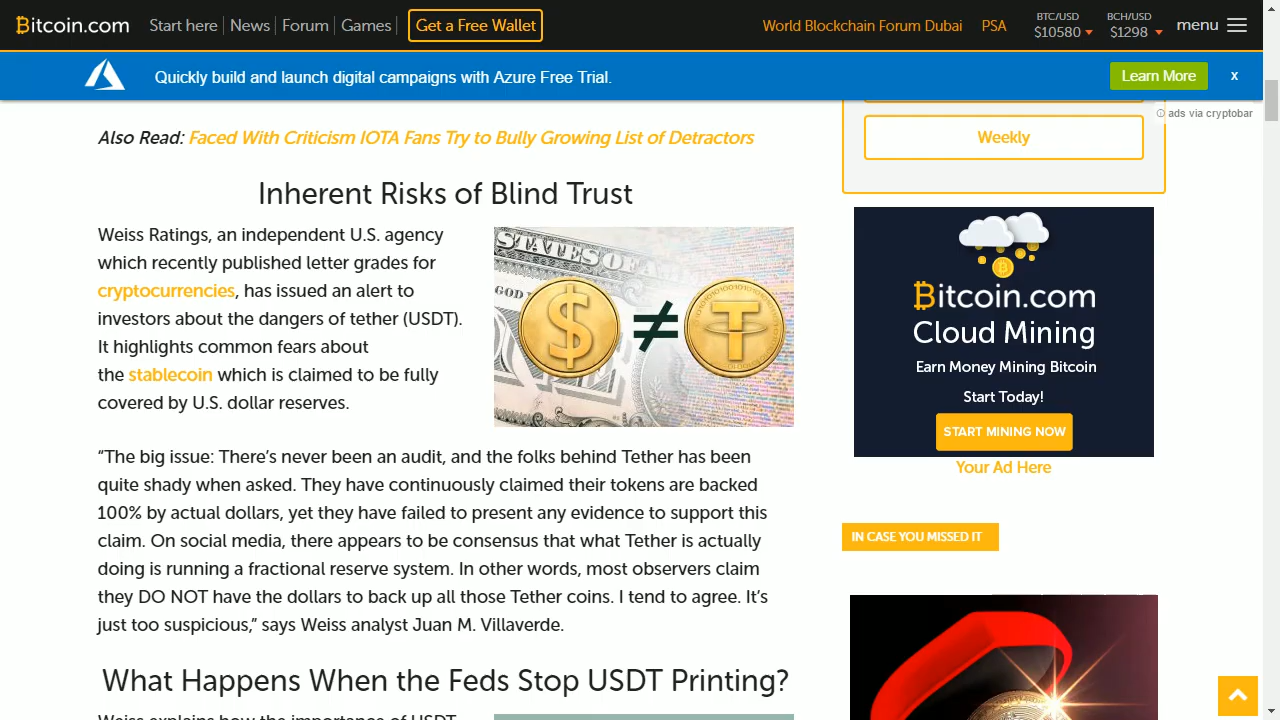 Bitcoin.com
Start here
News
Forum
Games
Get a Free Wallet
World Blockchain Forum Dubai
PSA
BTC/USD
$10580
BCH/USD
$1298
menu
Quickly build and launch digital campaigns with Azure Free Trial.
Learn More
x
ads via cryptobar
Also Read: Faced With Criticism IOTA Fans Try to Bully Growing List of Detractors
Weekly
Inherent Risks of Blind Trust
Weiss Ratings, an independent U.S. agency
which recently published letter grades for
cryptocurrencies, has issued an alert to
investors about the dangers of tether (USDT).
It highlights common fears about
the stablecoin which is claimed to be fully
covered by U.S. dollar reserves.
STATES OF A
GOD
$
≠
T
“The big issue: There’s never been an audit, and the folks behind Tether has been
quite shady when asked. They have continuously claimed their tokens are backed
100% by actual dollars, yet they have failed to present any evidence to support this
claim. On social media, there appears to be consensus that what Tether is actually
doing is running a fractional reserve system. In other words, most observers claim
they DO NOT have the dollars to back up all those Tether coins. I tend to agree. It’s
just too suspicious,” says Weiss analyst Juan M. Villaverde.
What Happens When the Feds Stop USDT Printing?
Weiss explains how the importance of USDT
Bitcoin.com
Cloud Mining
Earn Money Mining Bitcoin
Start Today!
START MINING NOW
Your Ad Here
IN CASE YOU MISSED IT